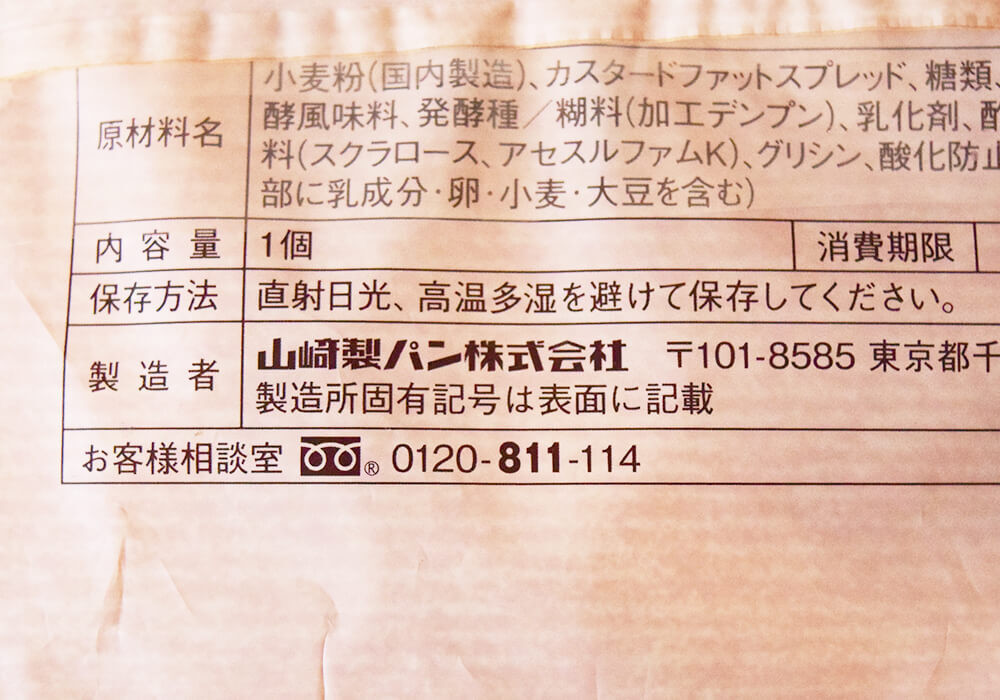 原材料名
小麦粉(国内製造)、カスタードファットスプレッド、糖類、
酵風味料、発酵種／糊料(加工デンプン)、乳化剤、
料(スクラロース、アセスルファムK)、グリシン、酸化防止
部に乳成分・卵・小麦・大豆を含む)
内容量 1個 消費期限
保存方法 直射日光、高温多湿を避けて保存してください。
製造者 山崎製パン株式会社 〒101-8585 東京都千
製造所固有記号は表面に記載
お客様相談室 ® 0120-811-114